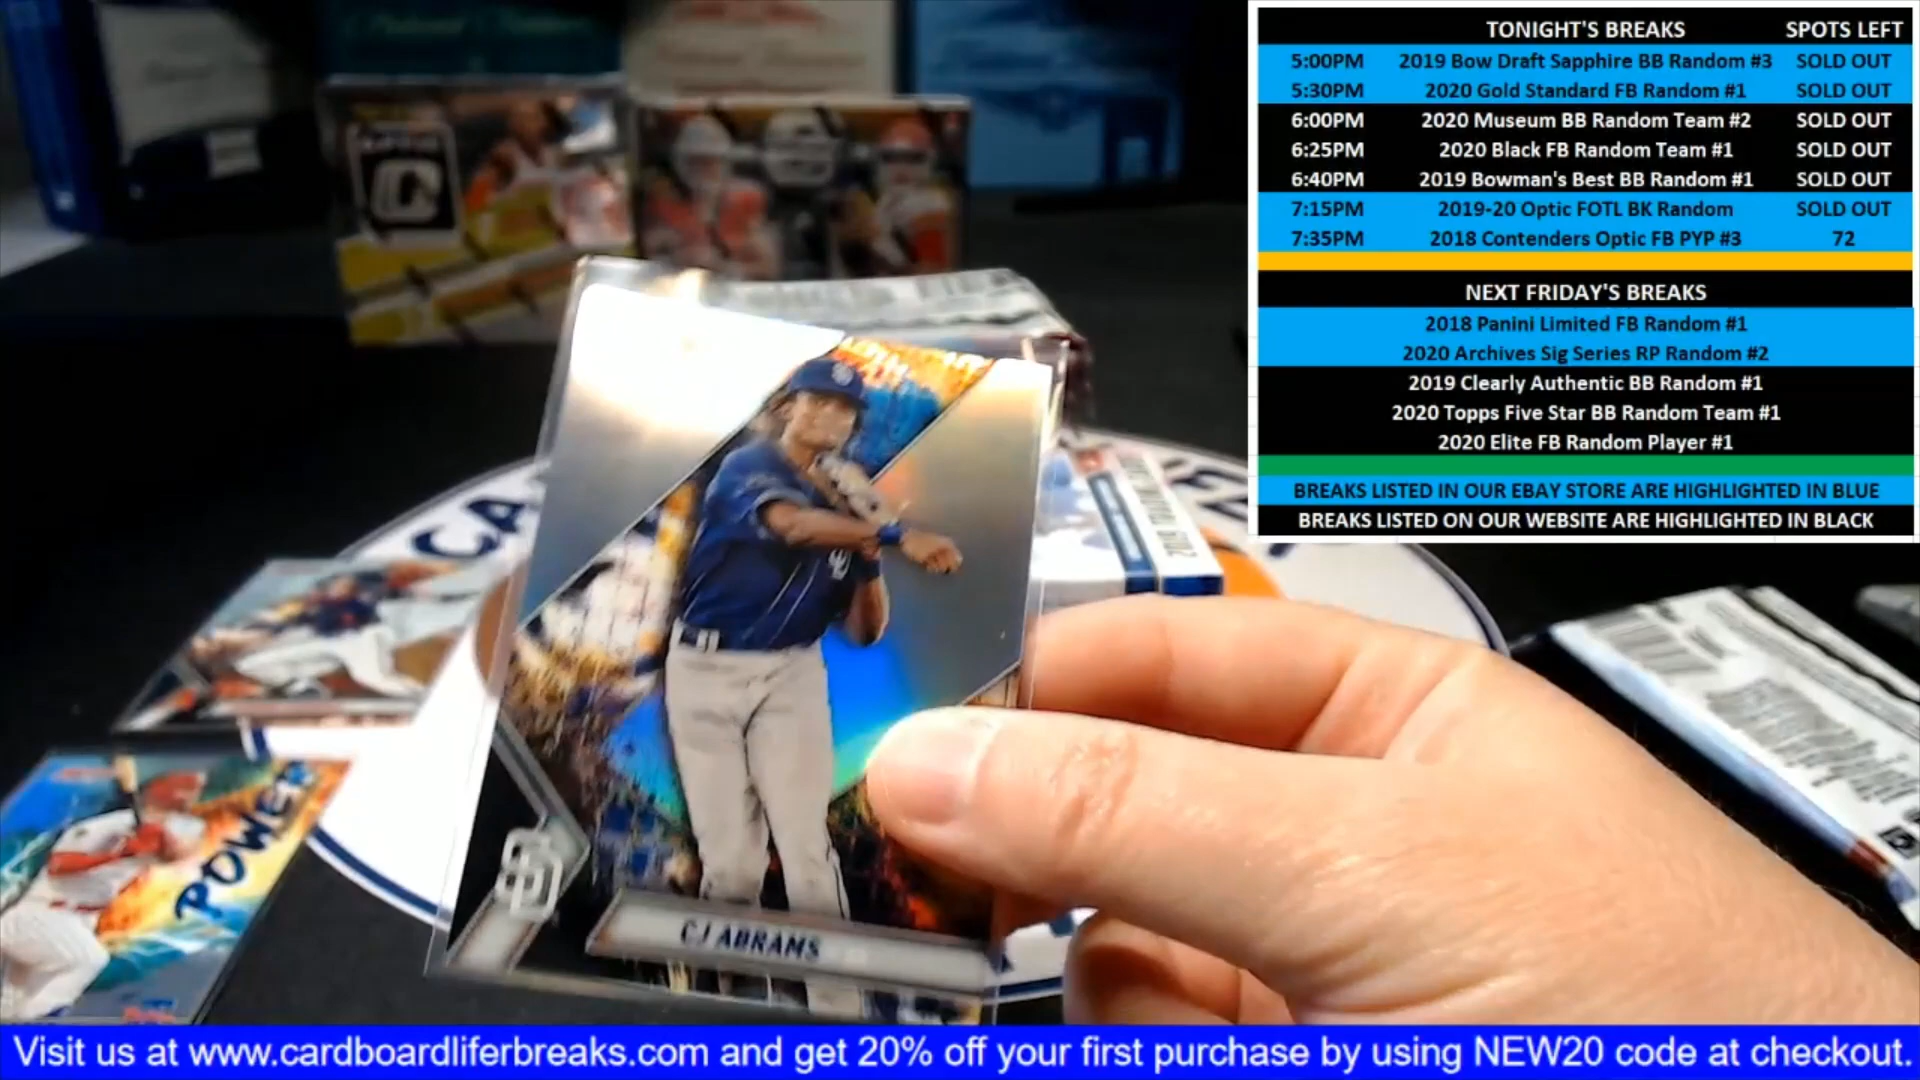 TONIGHT'S BREAKS SPOTS LEFT
5:00PM 2019 Bow Draft Sapphire BB Random #3 SOLD OUT
5:30PM 2020 Gold Standard FB Random #1 SOLD OUT
6:00PM 2020 Museum BB Random Team #2 SOLD OUT
6:25PM 2020 Black FB Random Team #1 SOLD OUT
6:40PM 2019 Bowman's Best BB Random #1 SOLD OUT
7:15PM 2019-20 Optic FOTL BK Random SOLD OUT
7:35PM 2018 Contenders Optic FB PYP #3 72
NEXT FRIDAY'S BREAKS
2018 Panini Limited FB Random #1
2020 Archives Sig Series RP Random #2
2019 Clearly Authentic BB Random #1
2020 Topps Five Star BB Random Team #1
2020 Elite FB Random Player #1
BREAKS LISTED IN OUR EBAY STORE ARE HIGHLIGHTED IN BLUE
BREAKS LISTED ON OUR WEBSITE ARE HIGHLIGHTED IN BLACK
CA
POWER
SD
CJ ABRAMS
Visit us at www.cardboardliferbreaks.com and get 20% off your first purchase by using NEW20 code at checkout.